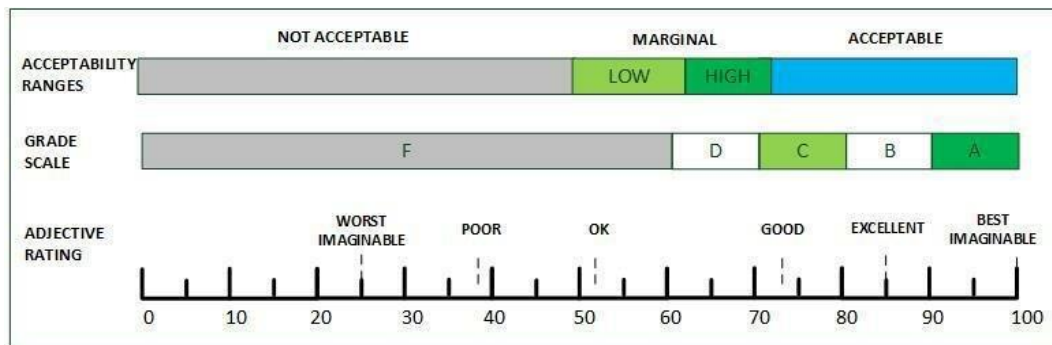 NOT ACCEPTABLE MARGINAL ACCEPTABLE
ACCEPTABILITY
RANGES
LOW HIGH
GRADE
SCALE
F D C B A
ADJECTIVE
RATING
WORST
IMAGINABLE
POOR
OK
GOOD
EXCELLENT
BEST
IMAGINABLE
0 10 20 30 40 50 60 70 80 90 100